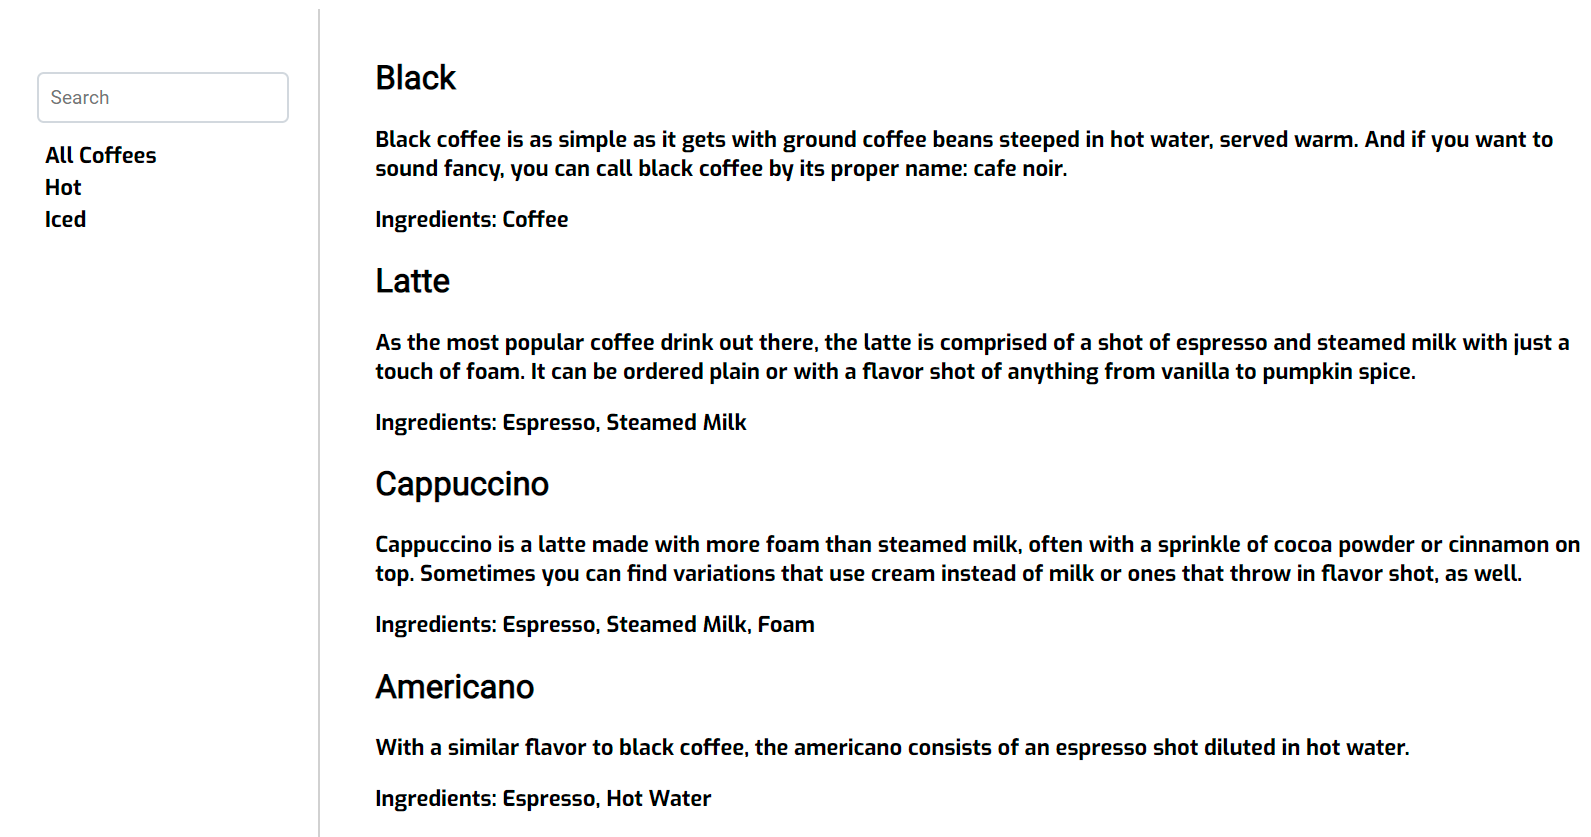 Search
All Coffees
Hot
Iced
Black
Black coffee is as simple as it gets with ground coffee beans steeped in hot water, served warm. And if you want to
sound fancy, you can call black coffee by its proper name: cafe noir.
Ingredients: Coffee
Latte
As the most popular coffee drink out there, the latte is comprised of a shot of espresso and steamed milk with just a
touch of foam. It can be ordered plain or with a flavor shot of anything from vanilla to pumpkin spice.
Ingredients: Espresso, Steamed Milk
Cappuccino
Cappuccino is a latte made with more foam than steamed milk, often with a sprinkle of cocoa powder or cinnamon on
top. Sometimes you can find variations that use cream instead of milk or ones that throw in flavor shot, as well.
Ingredients: Espresso, Steamed Milk, Foam
Americano
With a similar flavor to black coffee, the americano consists of an espresso shot diluted in hot water.
Ingredients: Espresso, Hot Water